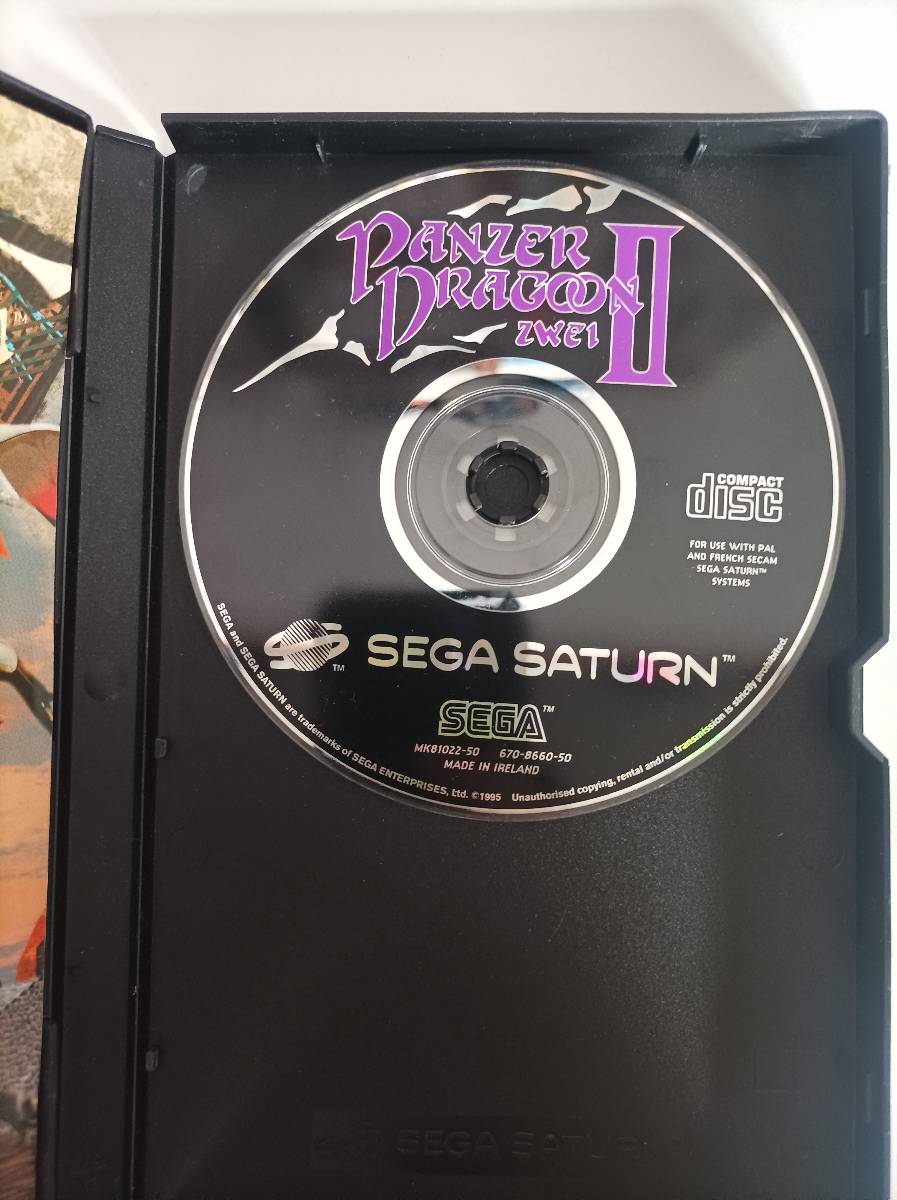 PANZER
DRAGOON II
ZWEI
COMPACT
disc
FOR USE WITH PAL
AND FRENCH SECAM
SEGA SATURN™
SYSTEMS
SEGA SATURN™
TM
SEGA™
MK81022-50 670-8660-50
MADE IN IRELAND
SEGA and SEGA SATURN are trademarks of SEGA ENTERPRISES, Ltd. ©1995 Unauthorised copying, rental and/or transmission is strictly prohibited.
SEGA SATURN